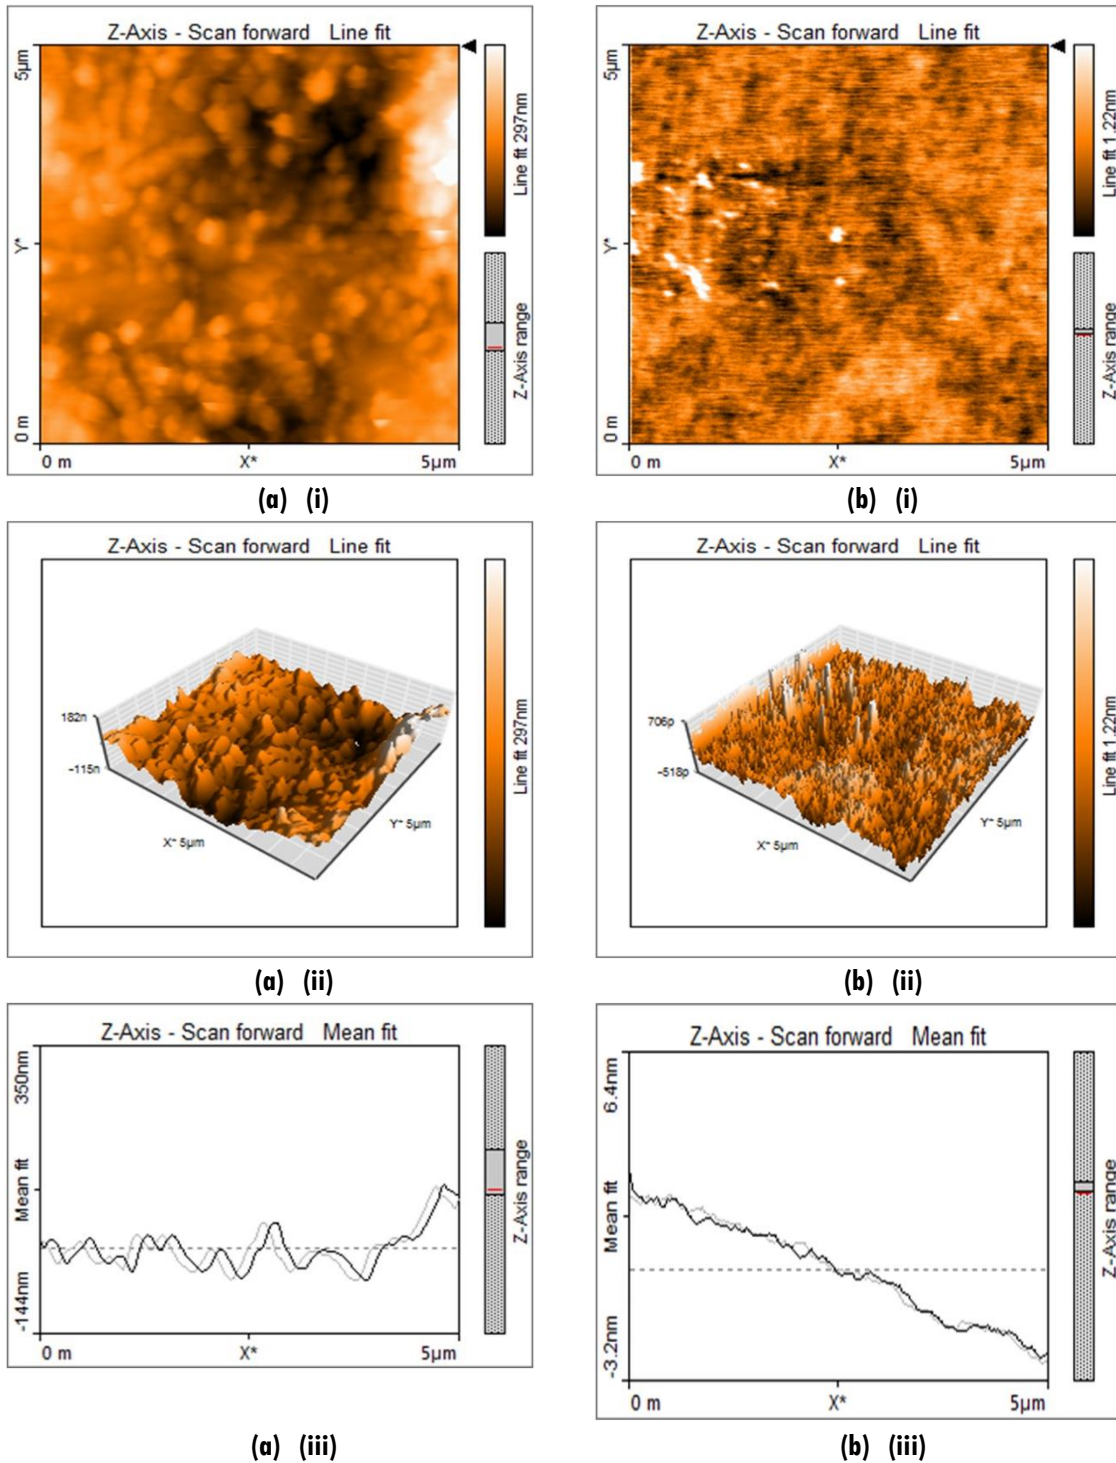 Z-Axis - Scan forward Line fit
5µm
Y*
0 m
0 m
X*
5µm
Line fit 297nm
Z-Axis range
(a) (i)
Z-Axis - Scan forward Line fit
5µm
Y*
0 m
0 m
X*
5µm
Line fit 1.22nm
Z-Axis range
(b) (i)
Z-Axis - Scan forward Line fit
182n
-115n
X* 5µm
Y* 5µm
Line fit 297nm
(a) (ii)
Z-Axis - Scan forward Line fit
706p
-518p
X* 5µm
Y* 5µm
Line fit 1.22nm
(b) (ii)
Z-Axis - Scan forward Mean fit
350nm
Mean fit
-144nm
0 m
X*
5µm
Z-Axis range
(a) (iii)
Z-Axis - Scan forward Mean fit
6.4nm
Mean fit
-3.2nm
0 m
X*
5µm
Z-Axis range
(b) (iii)